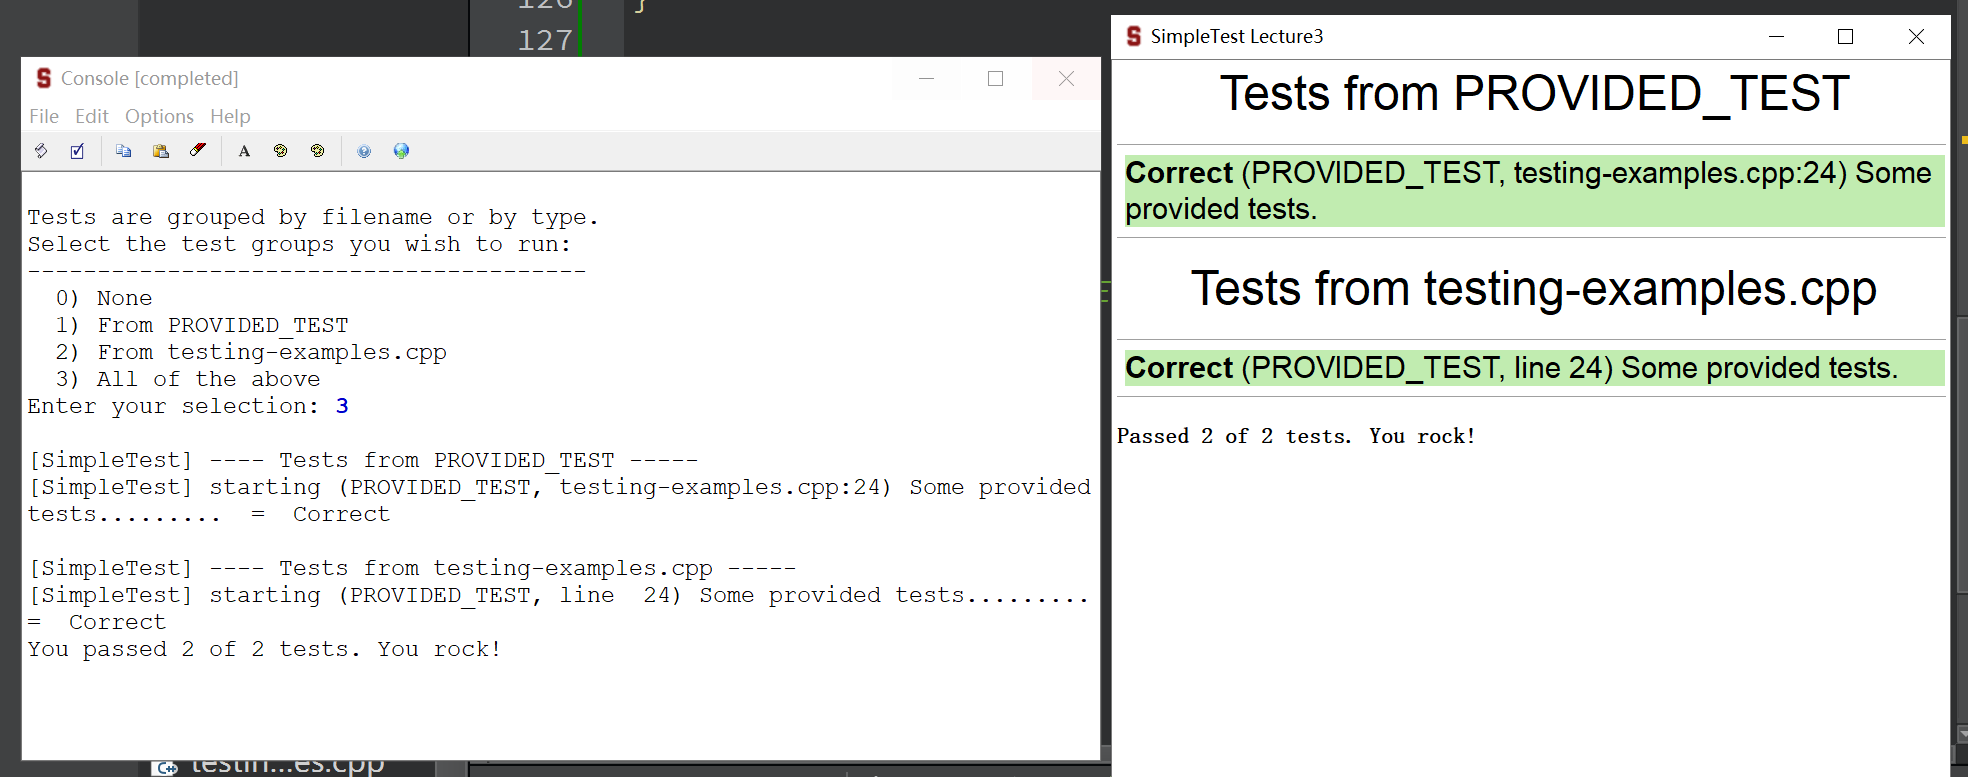 126 }
127
Console [completed]
File Edit Options Help
Tests are grouped by filename or by type.
Select the test groups you wish to run:
----------------------------------------
0) None
1) From PROVIDED_TEST
2) From testing-examples.cpp
3) All of the above
Enter your selection: 3
[SimpleTest] ---- Tests from PROVIDED_TEST -----
[SimpleTest] starting (PROVIDED_TEST, testing-examples.cpp:24) Some provided
tests......... = Correct
[SimpleTest] ---- Tests from testing-examples.cpp -----
[SimpleTest] starting (PROVIDED_TEST, line  24) Some provided tests.........
= Correct
You passed 2 of 2 tests. You rock!
testin...es.cpp
SimpleTest Lecture3
Tests from PROVIDED_TEST
Correct (PROVIDED_TEST, testing-examples.cpp:24) Some
provided tests.
Tests from testing-examples.cpp
Correct (PROVIDED_TEST, line 24) Some provided tests.
Passed 2 of 2 tests. You rock!